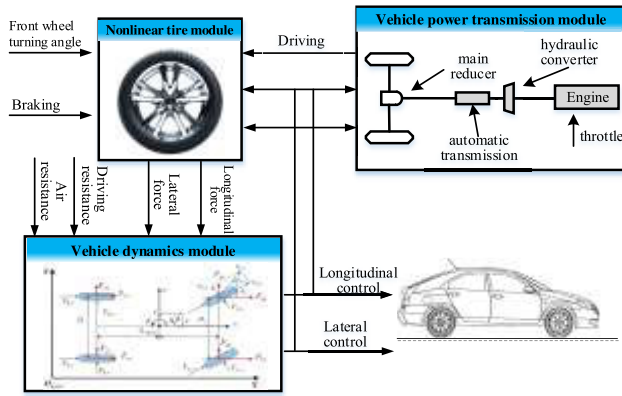 Front wheel
turning angle
Braking
Nonlinear tire module
Driving
Vehicle power transmission module
main
reducer
hydraulic
converter
Engine
automatic
transmission
throttle
Air
resistance
Driving
resistance
Lateral
force
Longitudinal
force
Vehicle dynamics module
Longitudinal
control
Lateral
control